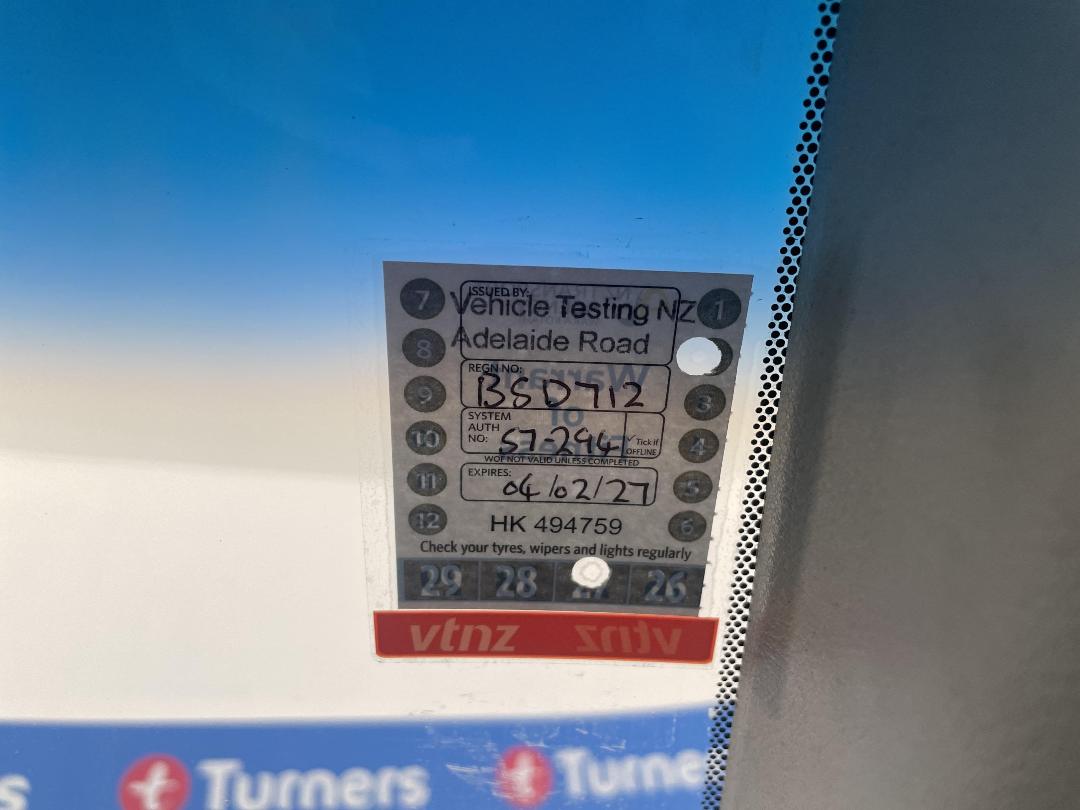 7 ISSUED BY: 1
Vehicle Testing NZ
8 Adelaide Road
REGN NO:
9 BSD712 3
SYSTEM
AUTH
NO: 57-294 ✓ Tick if
OFFLINE
10 4
WOF NOT VALID UNLESS COMPLETED
11 EXPIRES: 5
04/02/27
12 HK 494759 6
Check your tyres, wipers and lights regularly
29 28 27 26
vtnz vtnz
s t Turners t Turne